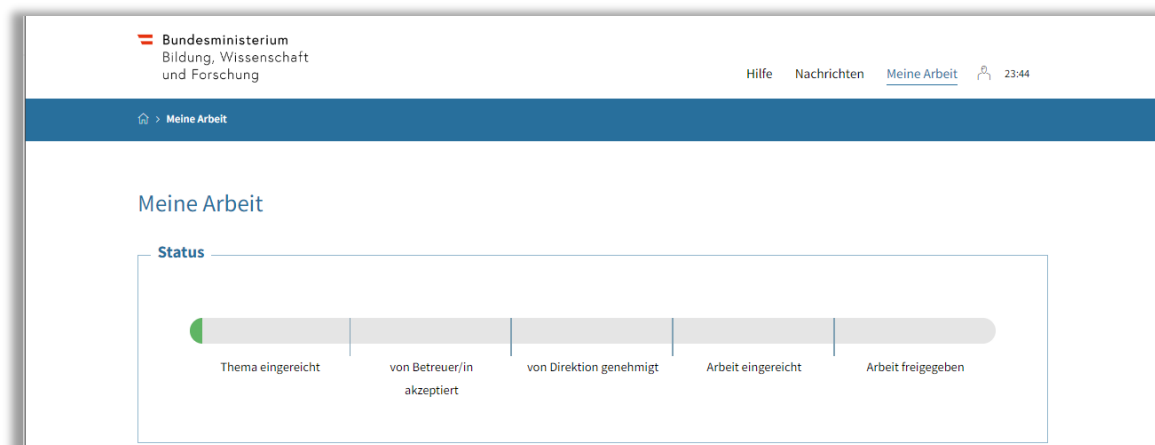 Bundesministerium
Bildung, Wissenschaft
und Forschung
Hilfe Nachrichten Meine Arbeit 23:44
> Meine Arbeit
Meine Arbeit
Status
Thema eingereicht von Betreuer/in von Direktion genehmigt Arbeit eingereicht Arbeit freigegeben
akzeptiert